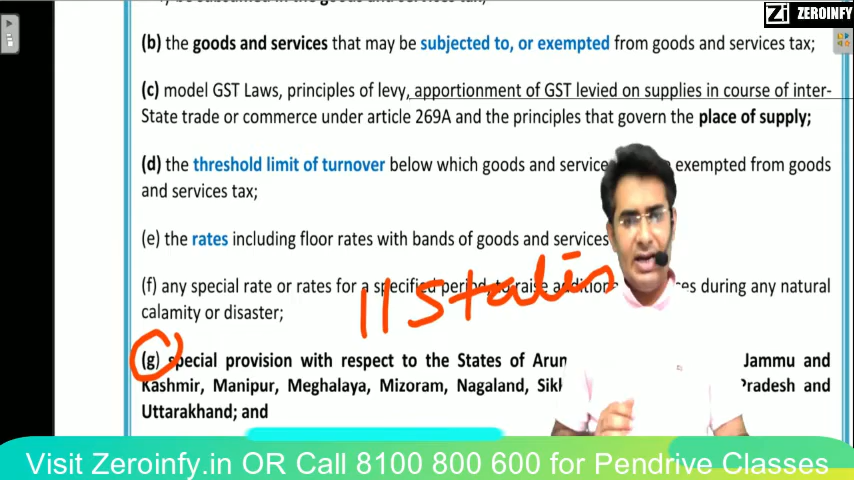 Zi ZEROINFY
(b) the goods and services that may be subjected to, or exempted from goods and services tax;
(c) model GST Laws, principles of levy, apportionment of GST levied on supplies in course of inter-
State trade or commerce under article 269A and the principles that govern the place of supply;
(d) the threshold limit of turnover below which goods and exempted from goods
and services tax;
(e) the rates including floor rates with bands of goods and services
(f) any special rate or rates for a specified period, to raise during any natural
calamity or disaster;
11 States
(g) special provision with respect to the States of Jammu and
Kashmir, Manipur, Meghalaya, Mizoram, Nagaland, Pradesh and
Uttarakhand; and
Visit Zeroinfy.in OR Call 8100 800 600 for Pendrive Classes